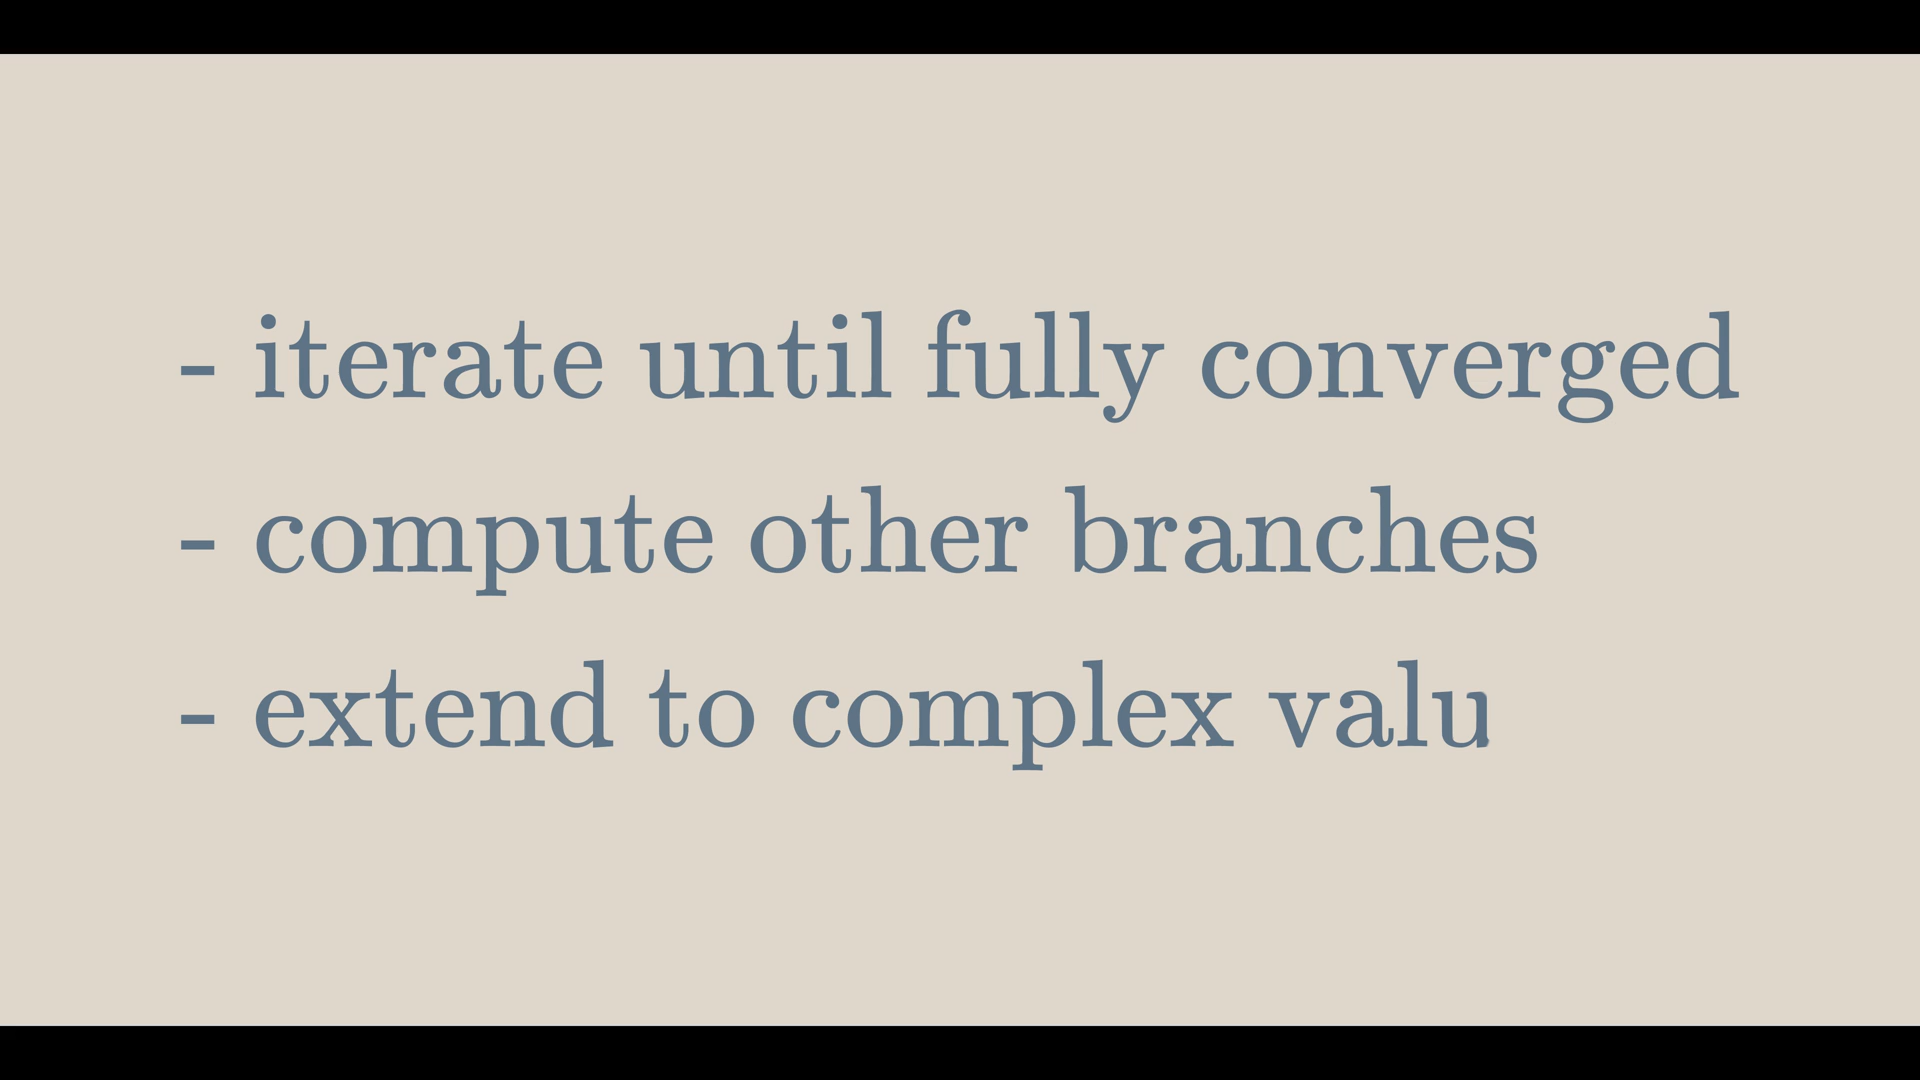 - iterate until fully converged
- compute other branches
- extend to complex valu